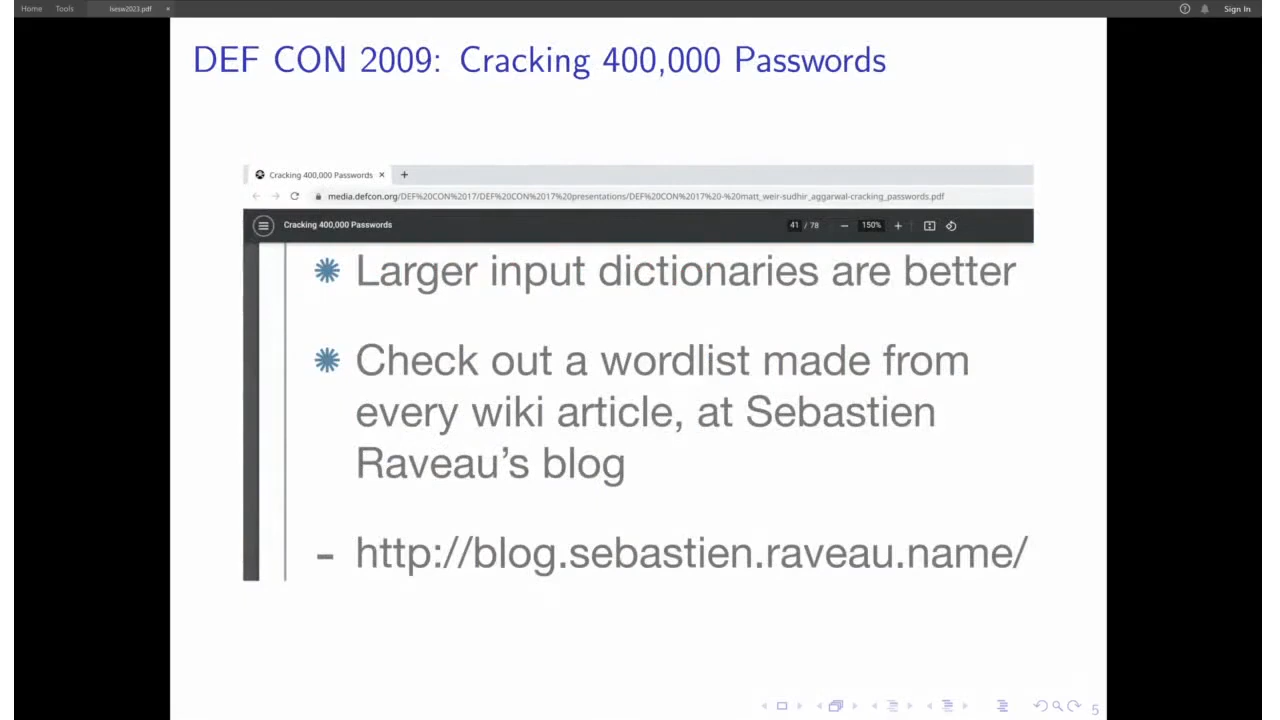 Home Tools lsesw2023.pdf × Sign In
DEF CON 2009: Cracking 400,000 Passwords
Cracking 400,000 Passwords × +
media.defcon.org/DEF%20CON%2017/DEF%20CON%2017%20presentations/DEF%20CON%2017%20-%20matt_weir-sudhir_aggarwal-cracking_passwords.pdf
Cracking 400,000 Passwords 41 / 78 − 150% +
Larger input dictionaries are better
Check out a wordlist made from
every wiki article, at Sebastien
Raveau’s blog
- http://blog.sebastien.raveau.name/
5